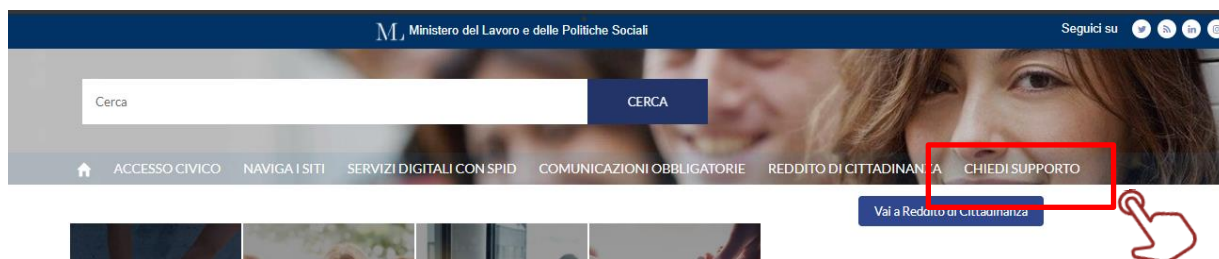 Ministero del Lavoro e delle Politiche Sociali
Seguici su
Cerca
CERCA
ACCESSO CIVICO NAVIGA I SITI SERVIZI DIGITALI CON SPID COMUNICAZIONI OBBLIGATORIE REDDITO DI CITTADINANZA CHIEDI SUPPORTO
Vai a Reddito di Cittadinanza